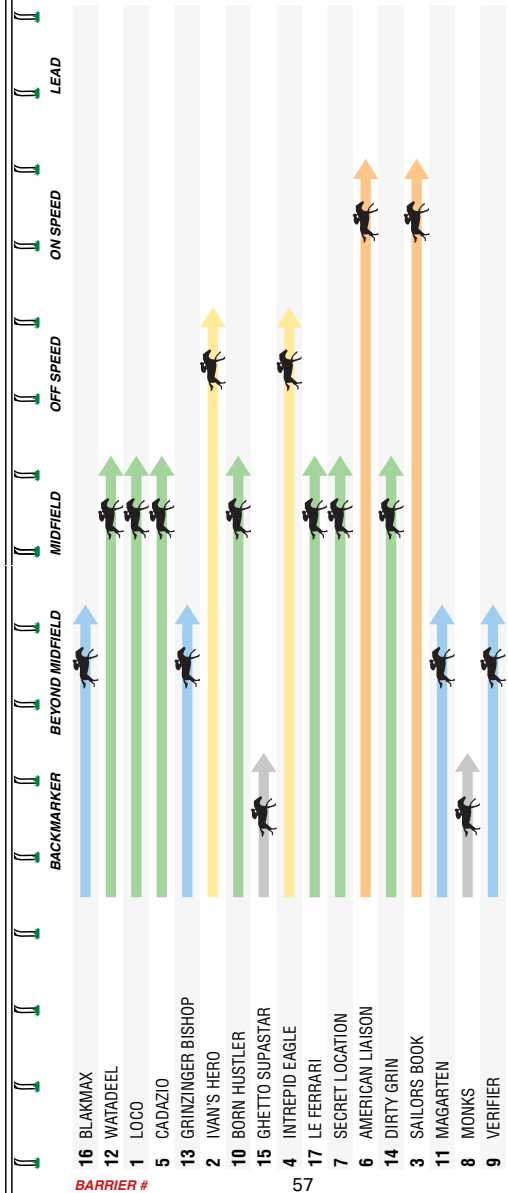 BACKMARKER BEYOND MIDFIELD MIDFIELD OFF SPEED ON SPEED LEAD
16 BLAKMAX
12 WATADEEL
1 LOCO
5 CADAZIO
13 GRINZINGER BISHOP
2 IVAN'S HERO
10 BORN HUSTLER
15 GHETTO SUPASTAR
4 INTREPID EAGLE
17 LE FERRARI
7 SECRET LOCATION
6 AMERICAN LIAISON
14 DIRTY GRIN
3 SAILORS BOOK
11 MAGARTEN
8 MONKS
9 VERIFIER
BARRIER #
57